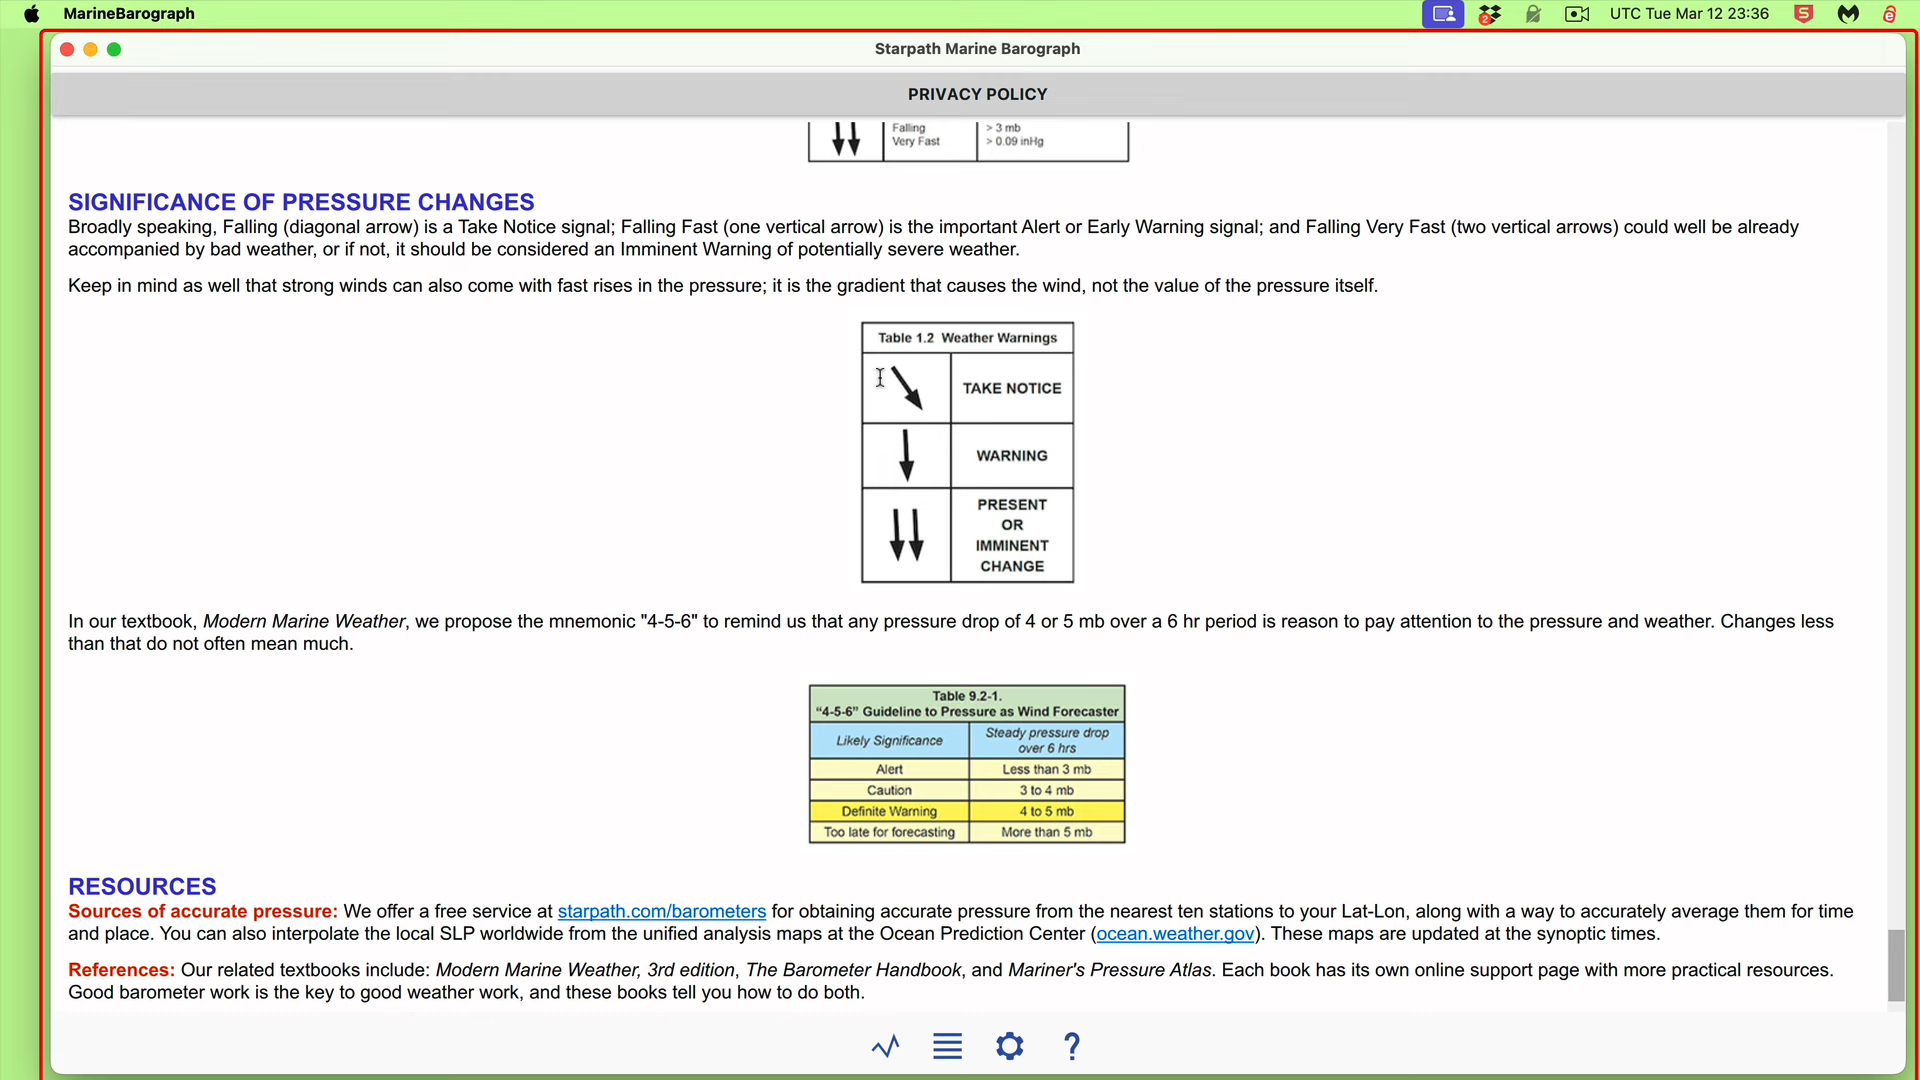 MarineBarograph
2
UTC Tue Mar 12 23:36
S
Starpath Marine Barograph
PRIVACY POLICY
Falling > 3 mb
Very Fast > 0.09 inHg
SIGNIFICANCE OF PRESSURE CHANGES
Broadly speaking, Falling (diagonal arrow) is a Take Notice signal; Falling Fast (one vertical arrow) is the important Alert or Early Warning signal; and Falling Very Fast (two vertical arrows) could well be already
accompanied by bad weather, or if not, it should be considered an Imminent Warning of potentially severe weather.
Keep in mind as well that strong winds can also come with fast rises in the pressure; it is the gradient that causes the wind, not the value of the pressure itself.
Table 1.2 Weather Warnings
TAKE NOTICE
WARNING
PRESENT
OR
IMMINENT
CHANGE
In our textbook, Modern Marine Weather, we propose the mnemonic "4-5-6" to remind us that any pressure drop of 4 or 5 mb over a 6 hr period is reason to pay attention to the pressure and weather. Changes less
than that do not often mean much.
Table 9.2-1.
“4-5-6” Guideline to Pressure as Wind Forecaster
Likely Significance Steady pressure drop
over 6 hrs
Alert Less than 3 mb
Caution 3 to 4 mb
Definite Warning 4 to 5 mb
Too late for forecasting More than 5 mb
RESOURCES
Sources of accurate pressure: We offer a free service at starpath.com/barometers for obtaining accurate pressure from the nearest ten stations to your Lat-Lon, along with a way to accurately average them for time
and place. You can also interpolate the local SLP worldwide from the unified analysis maps at the Ocean Prediction Center (ocean.weather.gov). These maps are updated at the synoptic times.
References: Our related textbooks include: Modern Marine Weather, 3rd edition, The Barometer Handbook, and Mariner's Pressure Atlas. Each book has its own online support page with more practical resources.
Good barometer work is the key to good weather work, and these books tell you how to do both.
?